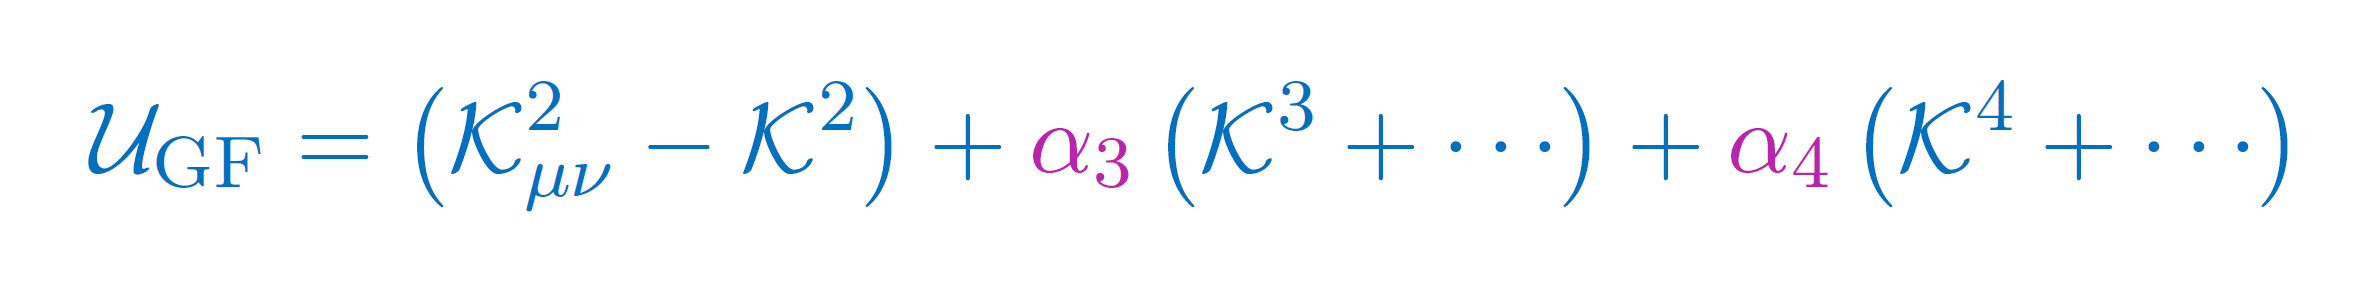 𝒰_GF = (𝒦²_μν − 𝒦²) + α₃ (𝒦³ + ⋯) + α₄ (𝒦⁴ + ⋯)